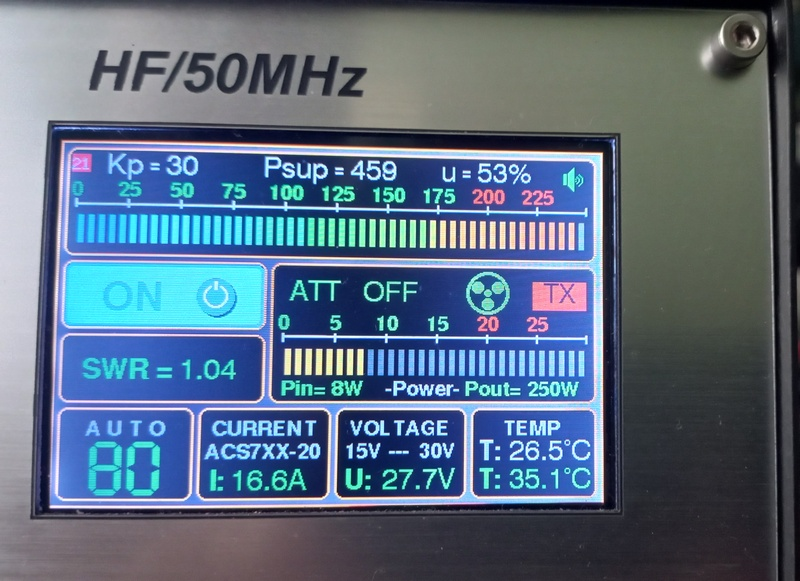 HF/50MHz
21 Kp = 30 Psup = 459 u = 53%
0 25 50 75 100 125 150 175 200 225
ON
ATT OFF TX
0 5 10 15 20 25
SWR = 1.04
Pin= 8W -Power- Pout= 250W
AUTO
80
CURRENT
ACS7XX-20
I: 16.6A
VOLTAGE
15V --- 30V
U: 27.7V
TEMP
T: 26.5°C
T: 35.1°C